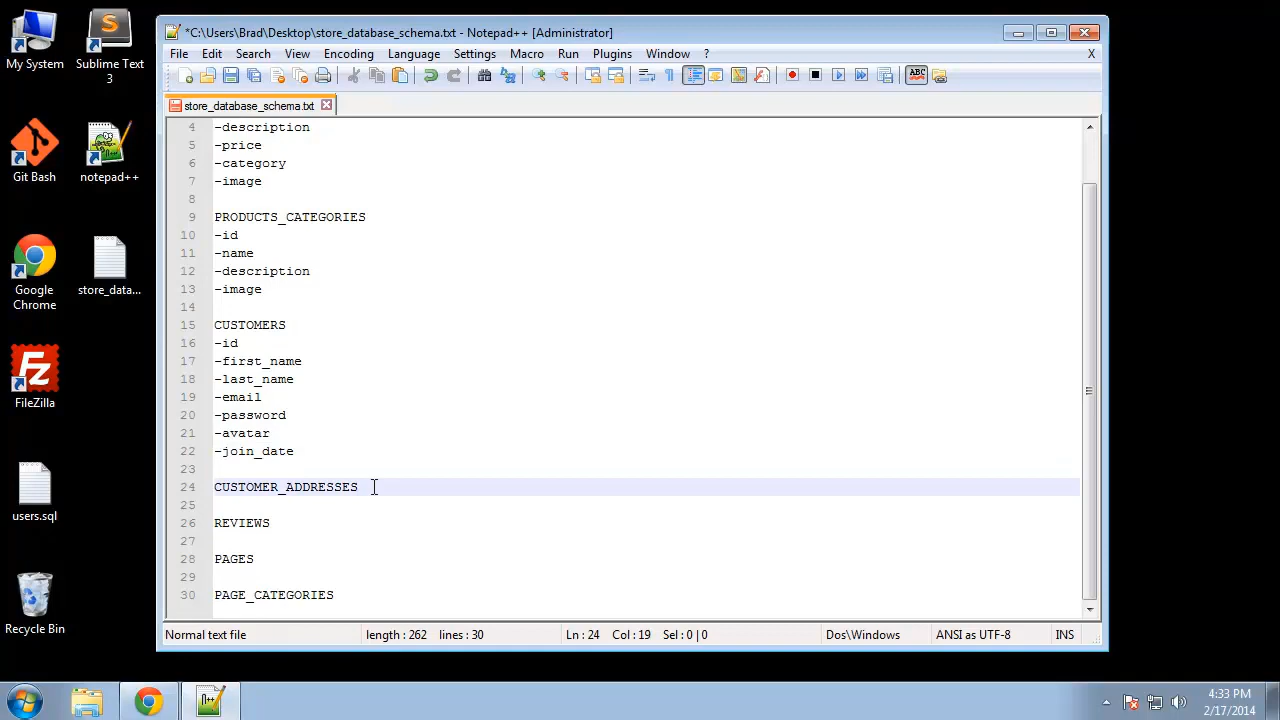 My System
Sublime Text
3
Git Bash
notepad++
Google
Chrome
store_data...
FileZilla
users.sql
Recycle Bin
*C:\Users\Brad\Desktop\store_database_schema.txt - Notepad++ [Administrator]
File Edit Search View Encoding Language Settings Macro Run Plugins Window ? X
store_database_schema.txt
4 -description
5 -price
6 -category
7 -image
8
9 PRODUCTS_CATEGORIES
10 -id
11 -name
12 -description
13 -image
14
15 CUSTOMERS
16 -id
17 -first_name
18 -last_name
19 -email
20 -password
21 -avatar
22 -join_date
23
24 CUSTOMER_ADDRESSES
25
26 REVIEWS
27
28 PAGES
29
30 PAGE_CATEGORIES
Normal text file length : 262 lines : 30 Ln : 24 Col : 19 Sel : 0 | 0 Dos\Windows ANSI as UTF-8 INS
4:33 PM
2/17/2014